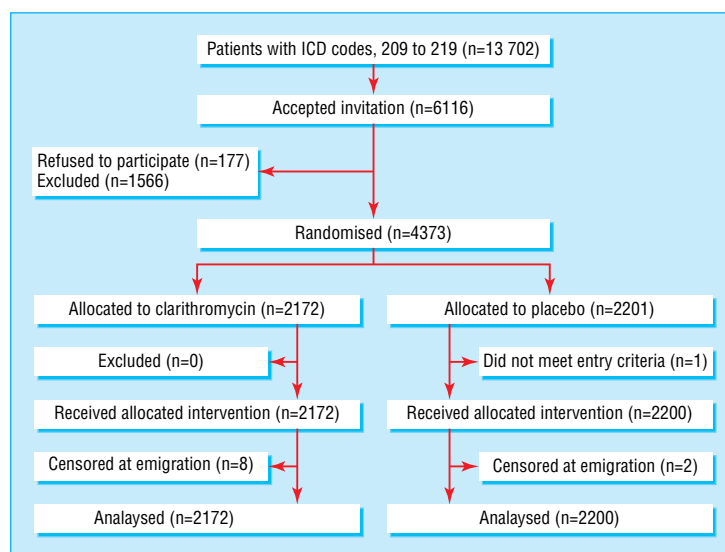 Patients with ICD codes, 209 to 219 (n=13 702)
Accepted invitation (n=6116)
Refused to participate (n=177)
Excluded (n=1566)
Randomised (n=4373)
Allocated to clarithromycin (n=2172)
Allocated to placebo (n=2201)
Excluded (n=0)
Did not meet entry criteria (n=1)
Received allocated intervention (n=2172)
Received allocated intervention (n=2200)
Censored at emigration (n=8)
Censored at emigration (n=2)
Analaysed (n=2172)
Analysed (n=2200)